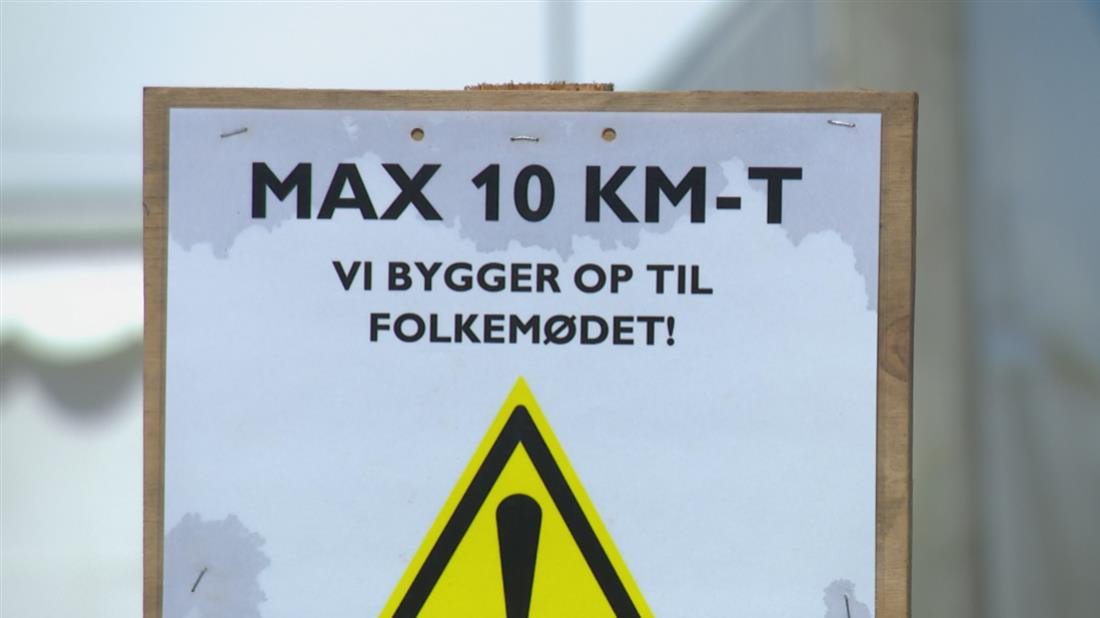 MAX 10 KM-T
VI BYGGER OP TIL
FOLKEMØDET!